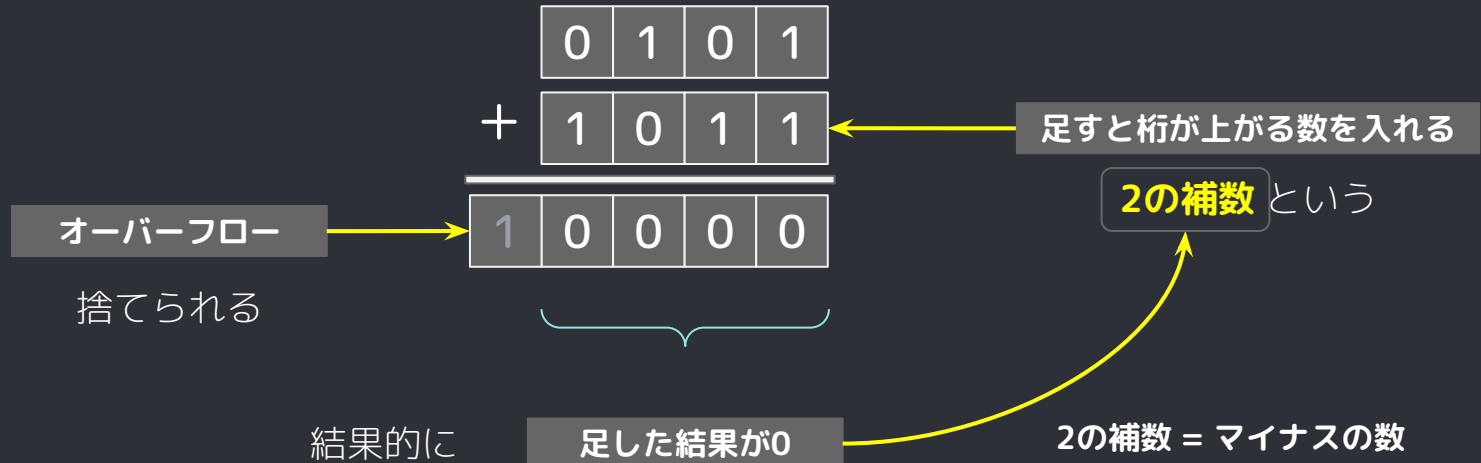 0 1 0 1
+ 1 0 1 1
足すと桁が上がる数を入れる
2の補数 という
オーバーフロー
1 0 0 0 0
捨てられる
結果的に
足した結果が0
2の補数 = マイナスの数